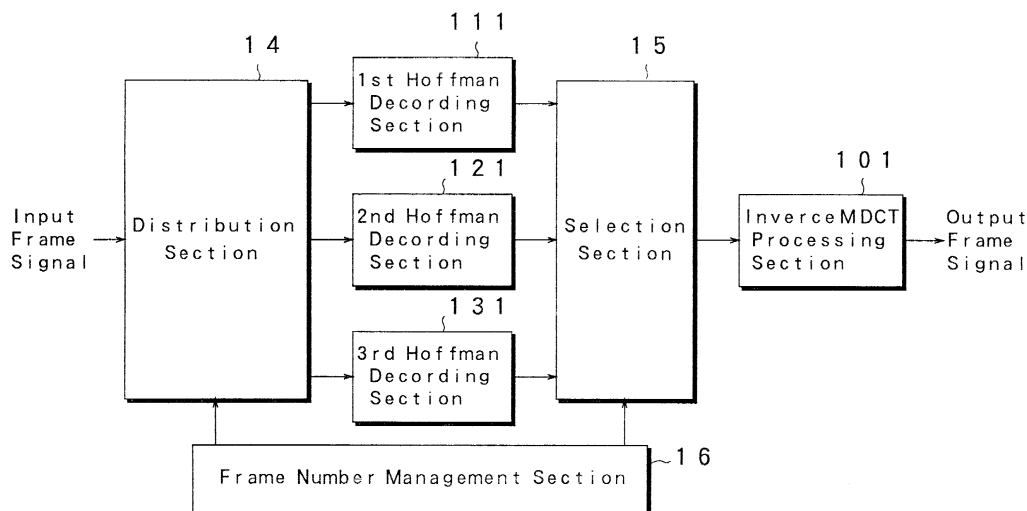 14
111
15
1st Hoffman
Decording
Section
121
101
Input
Frame
Signal
Distribution
Section
2nd Hoffman
Decording
Section
Selection
Section
InverceMDCT
Processing
Section
Output
Frame
Signal
131
3rd Hoffman
Decording
Section
Frame Number Management Section
16